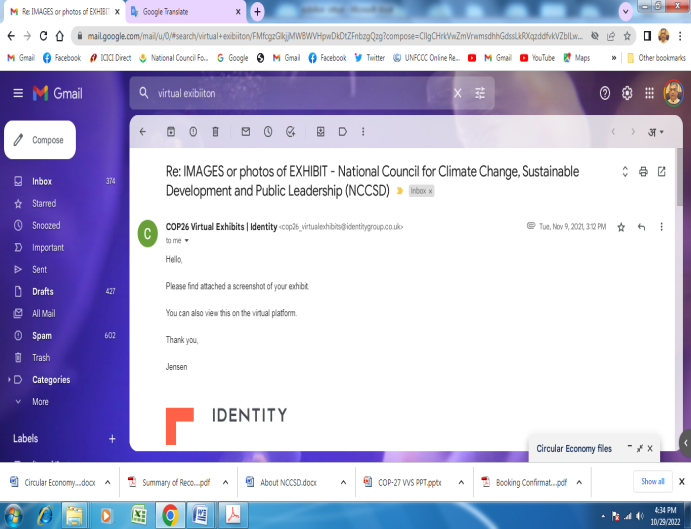 Re: IMAGES or photos of EXHIBIT
Google Translate
mail.google.com/mail/u/0/#search/virtual+exibiiton/
Gmail Facebook ICICI Direct National Council Fo... Google Gmail Facebook Twitter UNFCCC Online Re... Gmail YouTube Maps » Other bookmarks
Gmail
virtual exibiiton
Compose
अ
Inbox 374
Starred
Snoozed
Important
Sent
Drafts 427
All Mail
Spam 602
Trash
Categories
More
Labels +
Re: IMAGES or photos of EXHIBIT - National Council for Climate Change, Sustainable
Development and Public Leadership (NCCSD) Inbox x
C
COP26 Virtual Exhibits | Identity <cop26_virtualexhibits@identitygroup.co.uk> Tue, Nov 9, 2021, 3:12 PM
to me
Hello,
Please find attached a screenshot of your exhibit.
You can also view this on the virtual platform.
Thank you,
Jensen
IDENTITY
Circular Economy files
Circular Economy....docx Summary of Reco....pdf About NCCSD.docx COP-27 VVS PPT.pptx Booking Confirmat....pdf Show all X
4:34 PM
10/29/2022